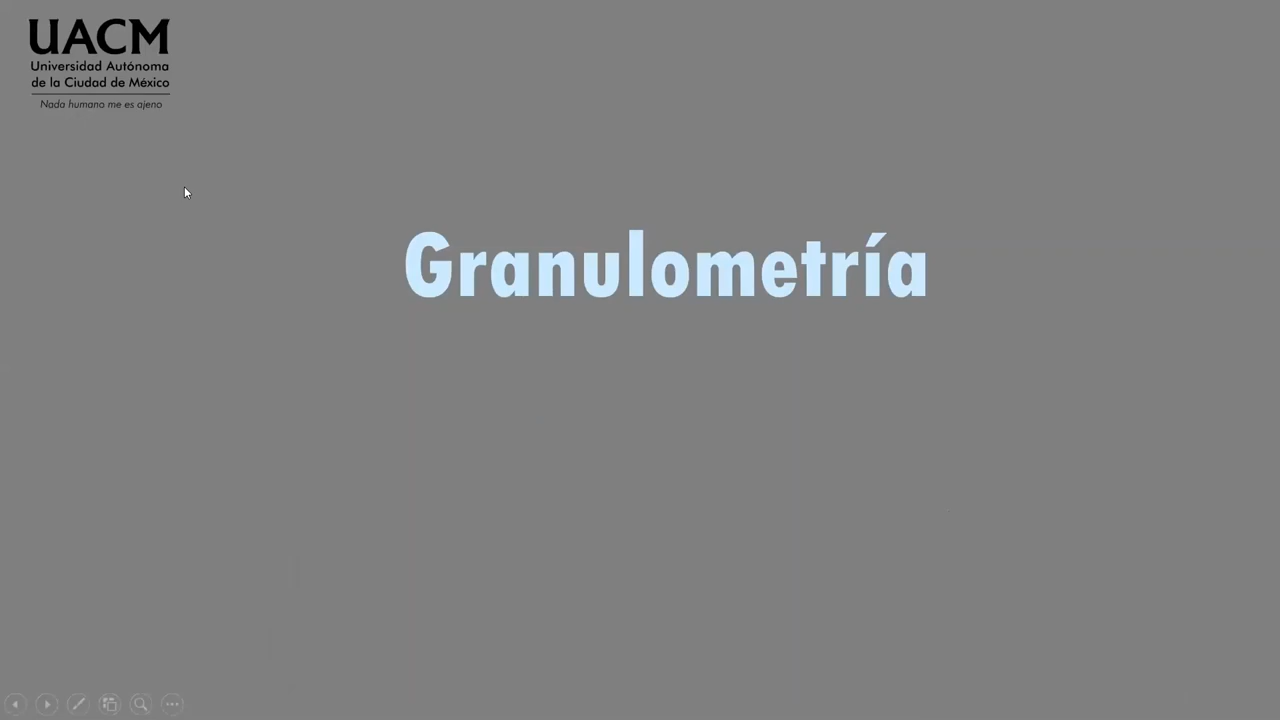 UACM
Universidad Autónoma
de la Ciudad de México
Nada humano me es ajeno
Granulometría